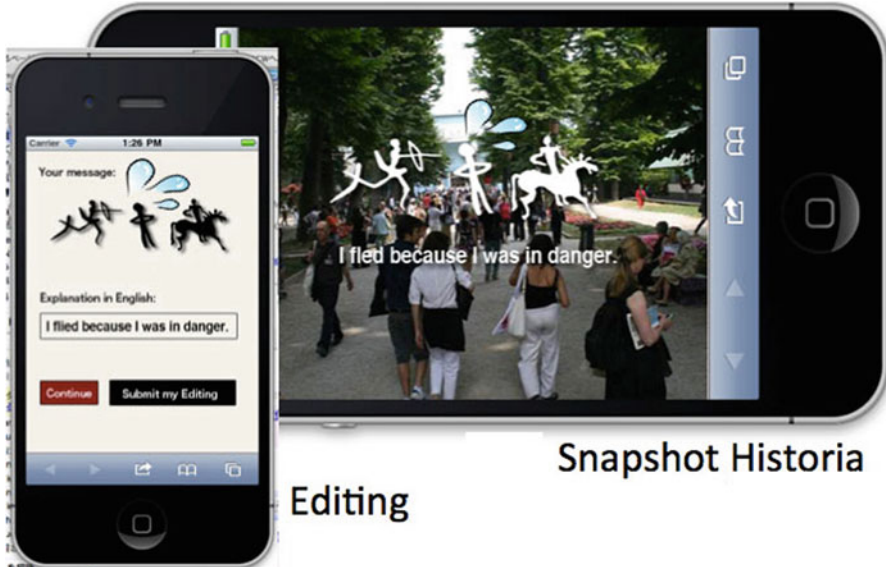 Carrier
1:26 PM
Your message:
Explanation in English:
I flied because I was in danger.
Continue
Submit my Editing
I fled because I was in danger.
Snapshot Historia
Editing